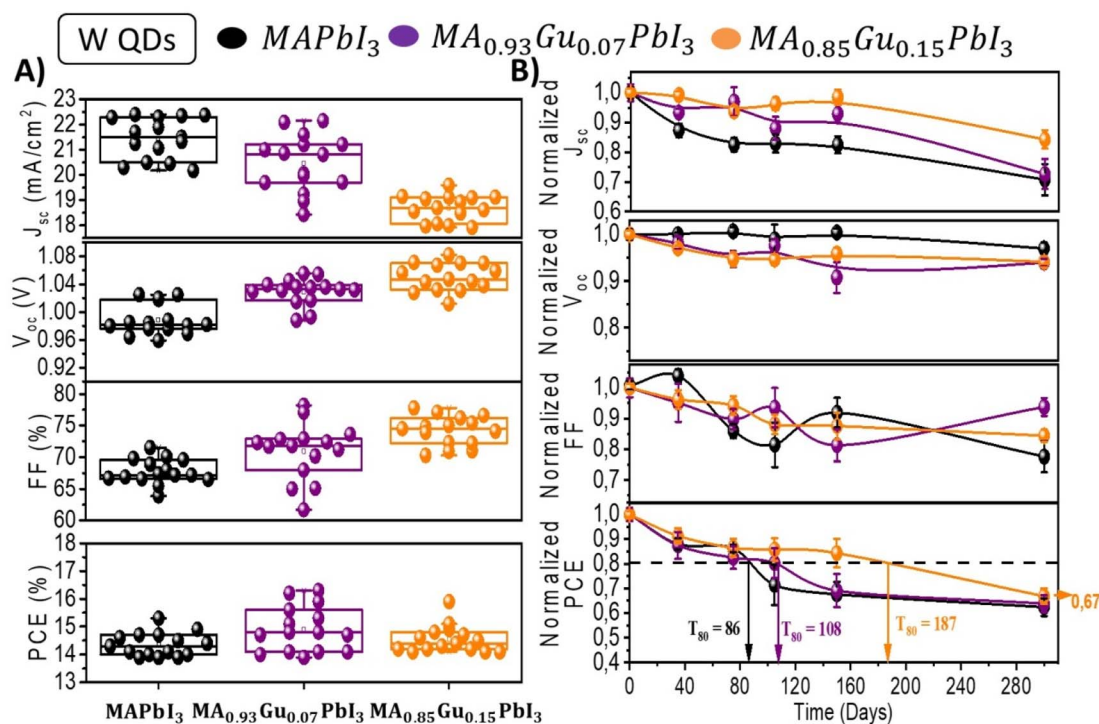 W QDs
MAPbI₃
MA₀.₉₃Gu₀.₀₇PbI₃
MA₀.₈₅Gu₀.₁₅PbI₃
A)
J_sc (mA/cm²)
23
22
21
20
19
18
V_oc (V)
1.08
1.04
1.00
0.96
0.92
FF (%)
80
75
70
65
60
PCE (%)
18
17
16
15
14
13
MAPbI₃
MA₀.₉₃Gu₀.₀₇PbI₃
MA₀.₈₅Gu₀.₁₅PbI₃
B)
Normalized
J_sc
1,0
0,9
0,8
0,7
0,6
Normalized
V_oc
1,0
0,9
0,8
Normalized
FF
1,0
0,9
0,8
0,7
Normalized
PCE
1,0
0,9
0,8
0,7
0,6
0,5
0,4
T₈₀ = 86
T₈₀ = 108
T₈₀ = 187
0,67
0 40 80 120 160 200 240 280
Time (Days)